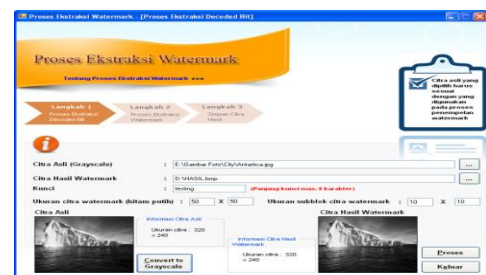 Proses Ekstraksi Watermark - [Proses Ekstraksi Decoded Bit]
Proses Ekstraksi Watermark
Tentang Proses Ekstraksi Watermark »»»
Citra asli yang
dipilih harus
sesuai
dengan yang
digunakan
pada proses
penempelan
watermark
Langkah 1
Proses Ekstraksi
Decoded Bit
Langkah 2
Proses Ekstraksi
Watermark
Langkah 3
Simpan Citra
Hasil
Citra Asli (Grayscale) : E:\Gambar Foto\City\Antartica.jpg ...
Citra Hasil Watermark : D:\HASIL.bmp ...
Kunci : testing (Panjang kunci max. 8 karakter)
Ukuran citra watermark (hitam putih) : 50 X 50 Ukuran subblok citra watermark : 10 X 10
Citra Asli
Informasi Citra Asli
Ukuran citra : 320
x 240
Convert to
Grayscale
Informasi Citra Hasil
Watermark
Ukuran citra : 320
x 240
Citra Hasil Watermark
Proses
Keluar